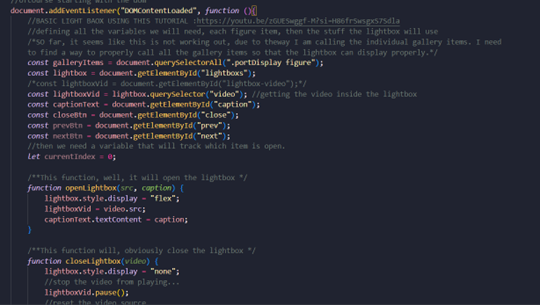 //ofcourse starting with the dom
document.addEventListener("DOMContentLoaded", function (){
//BASIC LIGHT BAOX USING THIS TUTORIAL :https://youtu.be/
//defining all the variables we will need, each figure item, then the stuff the lightbox will use
/*So far, it seems like this is not working out, due to theway I am calling the individual gallery items. I need
to find a way to properly call all the gallery items so that the lightbox can display properly.*/
const galleryItems = document.querySelectorAll(".portDisplay figure");
const lightbox = document.getElementById("lightboxs");
/*const lightboxVid = document.getElementById("lightbox-video");*/
const lightboxVid = lightbox.querySelector("video"); //getting the video inside the lightbox
const captionText = document.getElementById("caption");
const closeBtn = document.getElementById("close");
const prevBtn = document.getElementById("prev");
const nextBtn = document.getElementById("next");
//then we need a variable that will track which item is open.
let currentIndex = 0;
/**This function, well, it will open the lightbox */
function openLightbox(src, caption) {
lightbox.style.display = "flex";
lightboxVid = video.src;
captionText.textContent = caption;
}
/**This function will, obviously close the lightbox */
function closeLightbox(video) {
lightbox.style.display = "none";
//stop the video from playing...
lightboxVid.pause();
//reset the video source